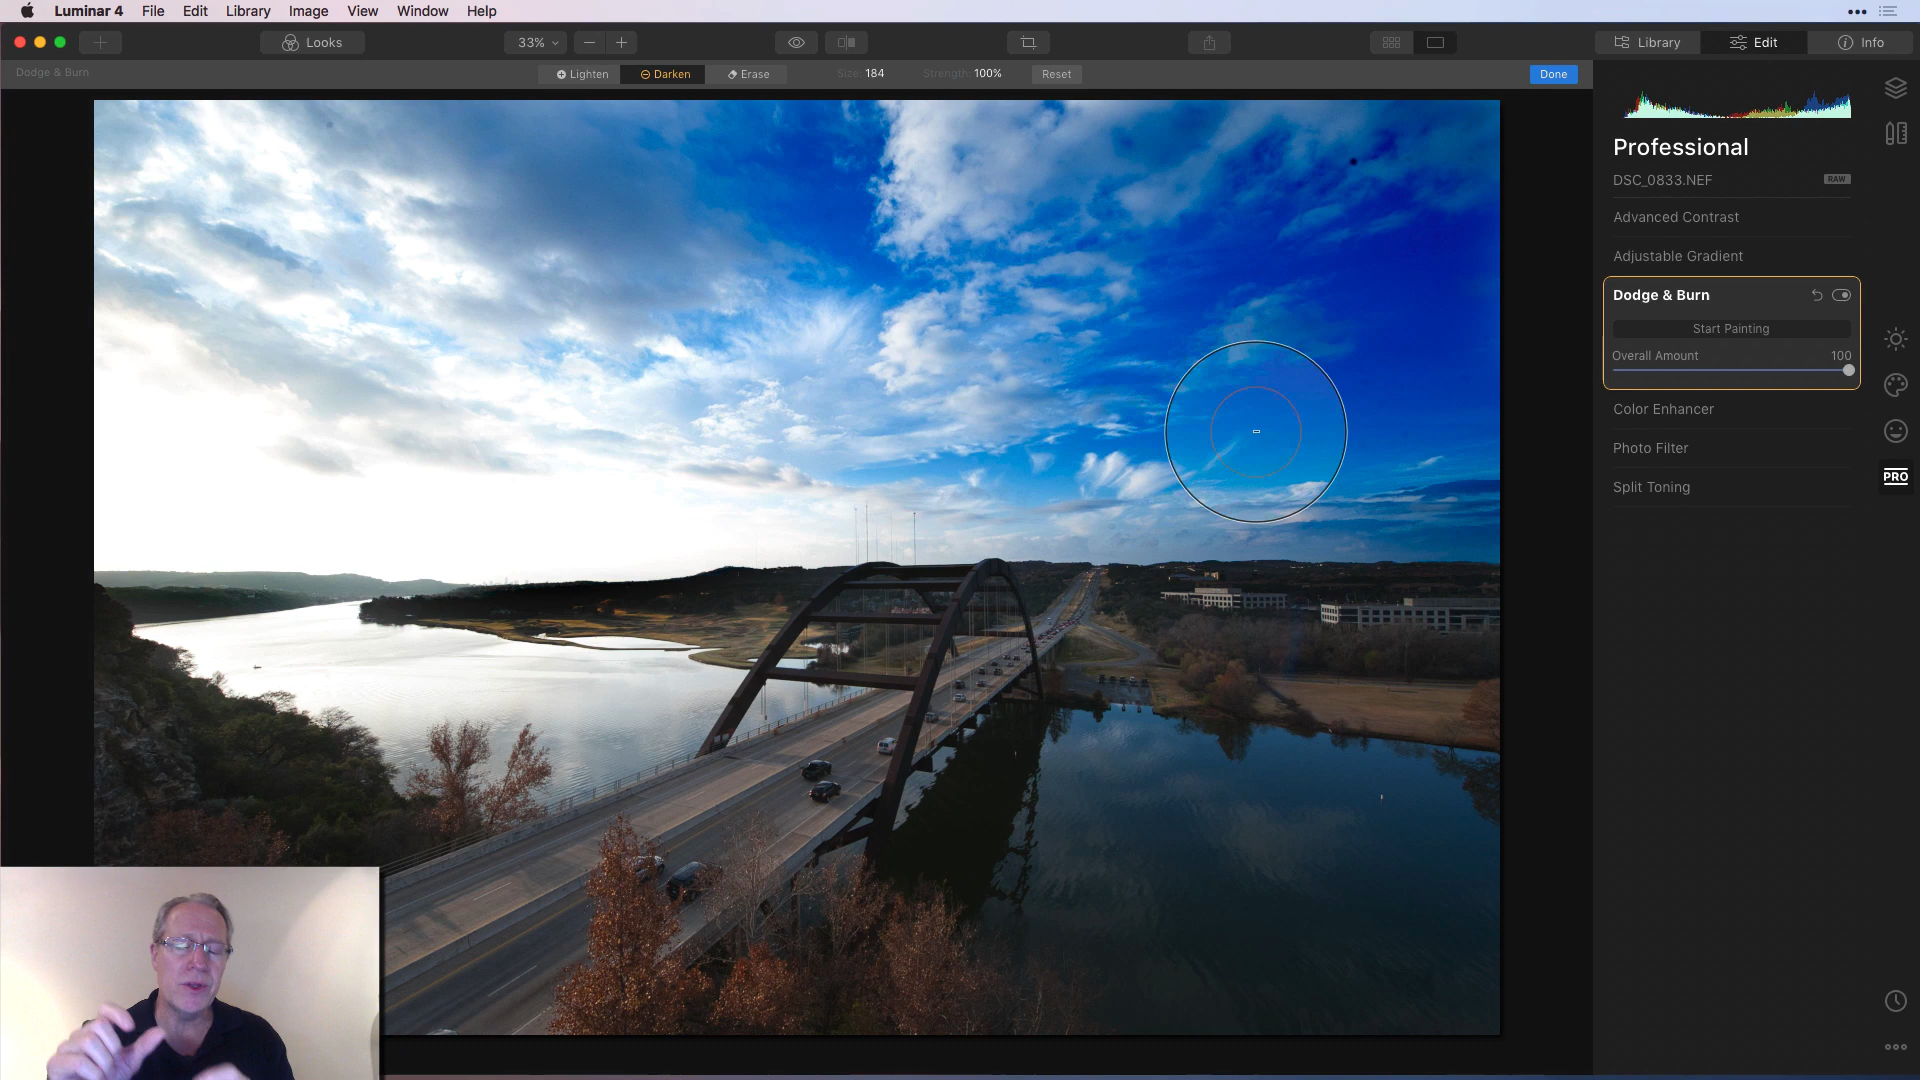 Luminar 4 File Edit Library Image View Window Help
Looks 33% Library Edit Info
Dodge & Burn Lighten Darken Erase Size: 184 Strength: 100% Reset Done
Professional
DSC_0833.NEF RAW
Advanced Contrast
Adjustable Gradient
Dodge & Burn
Start Painting
Overall Amount 100
Color Enhancer
Photo Filter
PRO
Split Toning